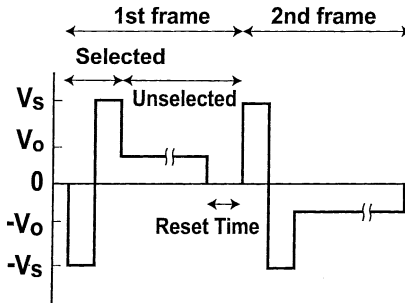 1st frame 2nd frame
Selected
Unselected
Vs
Vo
0
-Vo
-Vs
Reset Time